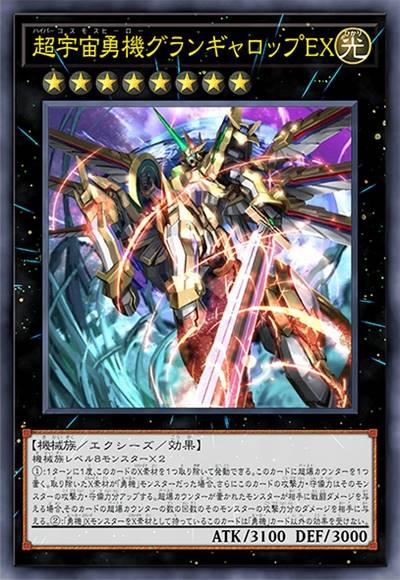 ハイパーコスモスヒーロー
超宇宙勇機グランギャロップEX
ひかり
光
きかいぞく こうか
【機械族/エクシーズ/効果】
機械族レベル8モンスター×2
①:1ターンに1度、このカードのX素材を1つ取り除いて発動できる。このカードに超爆カウンターを1つ
置く。取り除いたX素材が「勇機」モンスターだった場合、さらにこのカードの攻撃力・守備力はそのモン
スターの攻撃力・守備力分アップする。超爆カウンターが置かれたモンスターが相手に戦闘ダメージを与
える場合、その超爆カウンターの数の回数そのモンスターの攻撃力分のダメージを相手に与
える。②:「勇機」XモンスターをX素材として持っているこのカードは「勇機」カード以外の効果を受けない。
ATK/3100 DEF/3000